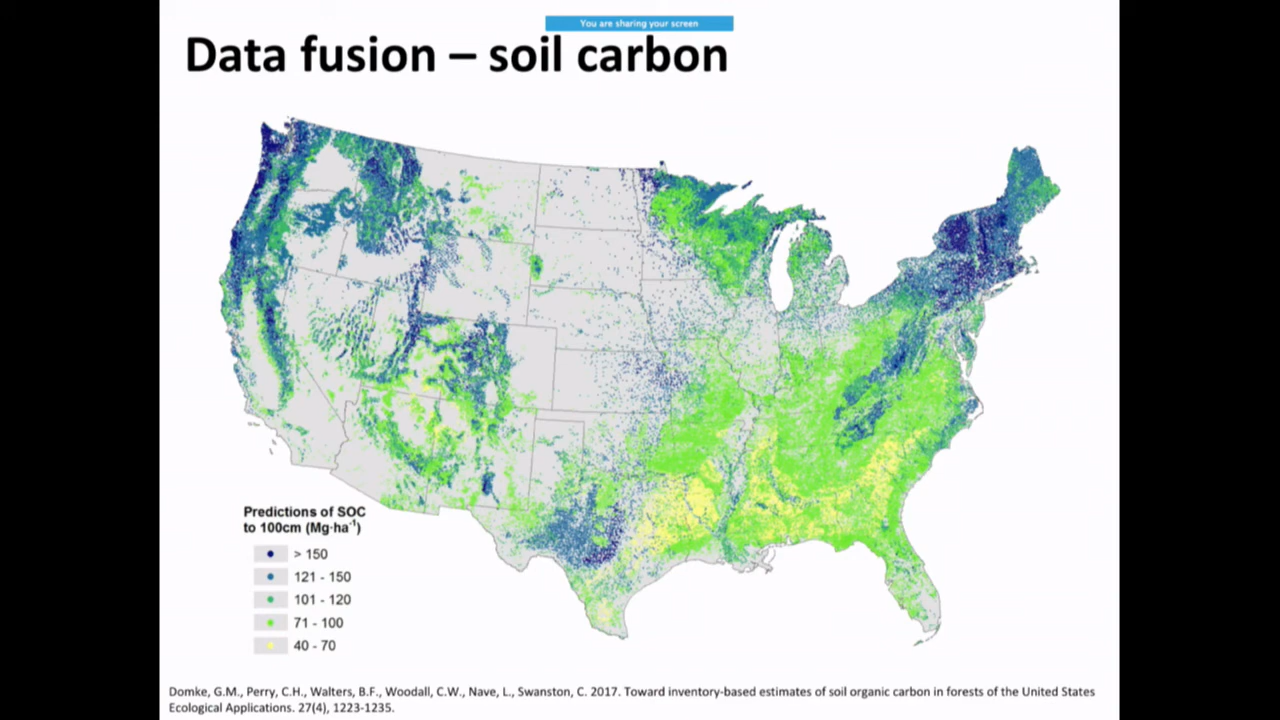 You are sharing your screen
Data fusion – soil carbon
Predictions of SOC
to 100cm (Mg·ha⁻¹)
> 150
121 - 150
101 - 120
71 - 100
40 - 70
Domke, G.M., Perry, C.H., Walters, B.F., Woodall, C.W., Nave, L., Swanston, C. 2017. Toward inventory-based estimates of soil organic carbon in forests of the United States
Ecological Applications. 27(4), 1223-1235.